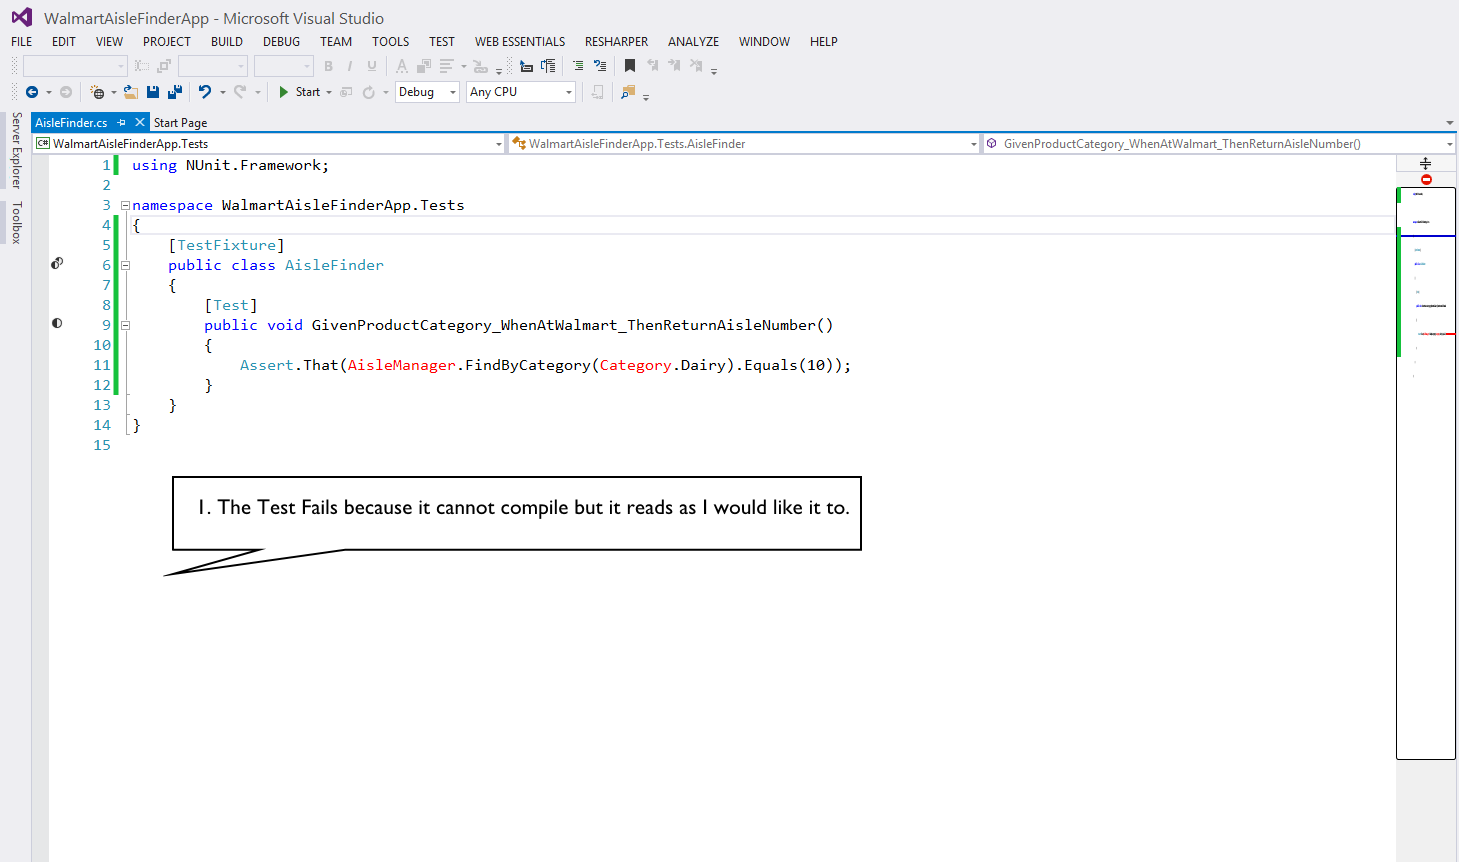 WalmartAisleFinderApp - Microsoft Visual Studio
FILE EDIT VIEW PROJECT BUILD DEBUG TEAM TOOLS TEST WEB ESSENTIALS RESHARPER ANALYZE WINDOW HELP
Start Debug Any CPU
Server Explorer
Toolbox
AisleFinder.cs Start Page
WalmartAisleFinderApp.Tests WalmartAisleFinderApp.Tests.AisleFinder GivenProductCategory_WhenAtWalmart_ThenReturnAisleNumber()
1 using NUnit.Framework;
2
3 namespace WalmartAisleFinderApp.Tests
4 {
5 [TestFixture]
6 public class AisleFinder
7 {
8 [Test]
9 public void GivenProductCategory_WhenAtWalmart_ThenReturnAisleNumber()
10 {
11 Assert.That(AisleManager.FindByCategory(Category.Dairy).Equals(10));
12 }
13 }
14 }
15
1. The Test Fails because it cannot compile but it reads as I would like it to.